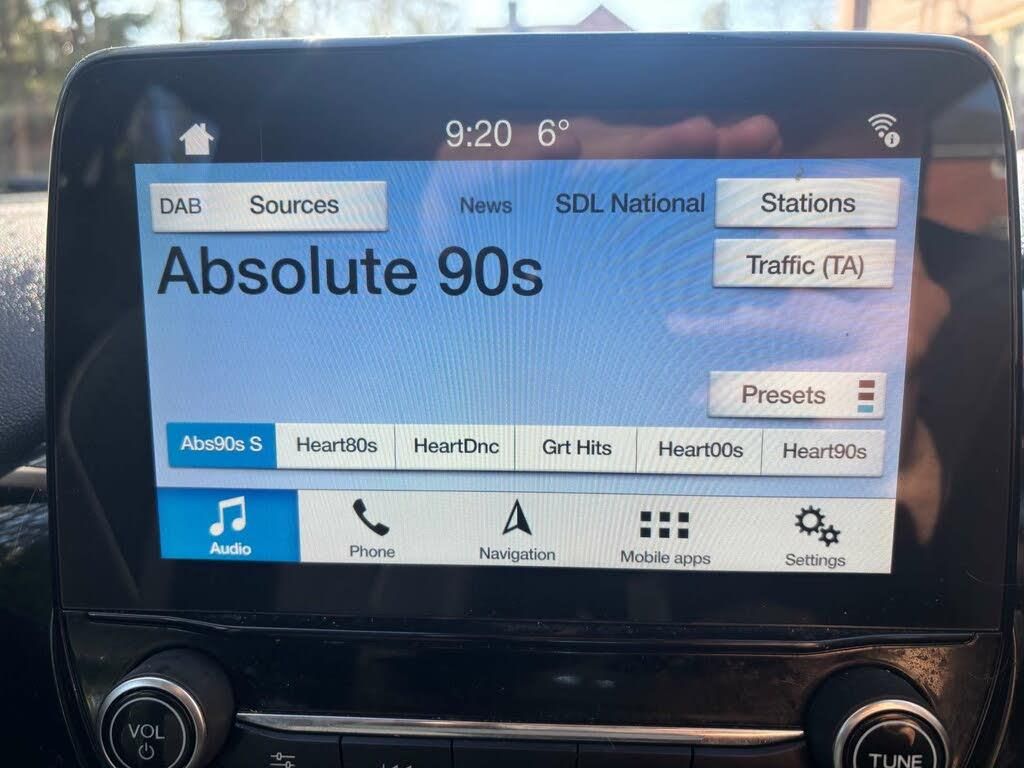 9:20 6°
DAB Sources News SDL National Stations
Absolute 90s
Traffic (TA)
Presets
Abs90s S Heart80s HeartDnc Grt Hits Heart00s Heart90s
Audio Phone Navigation Mobile apps Settings
VOL
TUNE